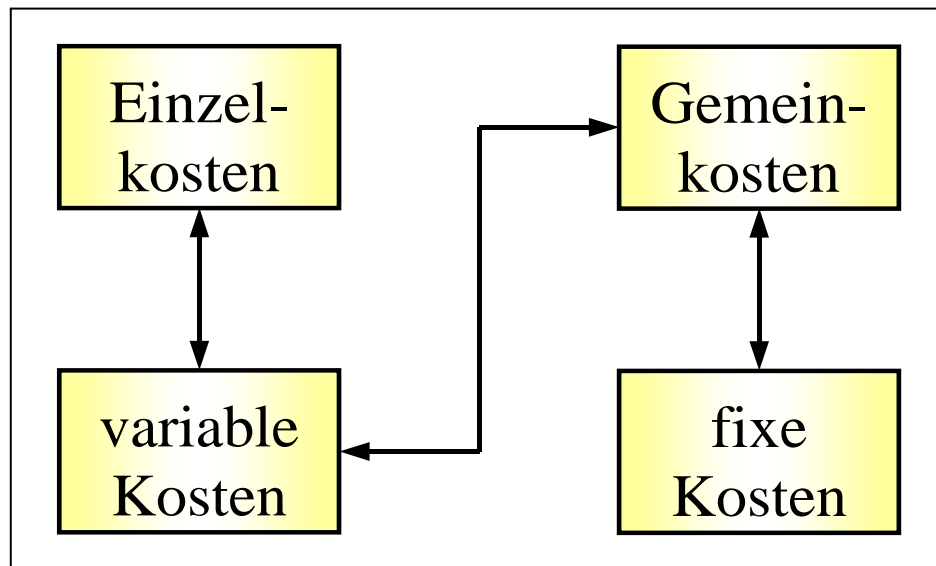 Einzel-
kosten
Gemein-
kosten
variable
Kosten
fixe
Kosten